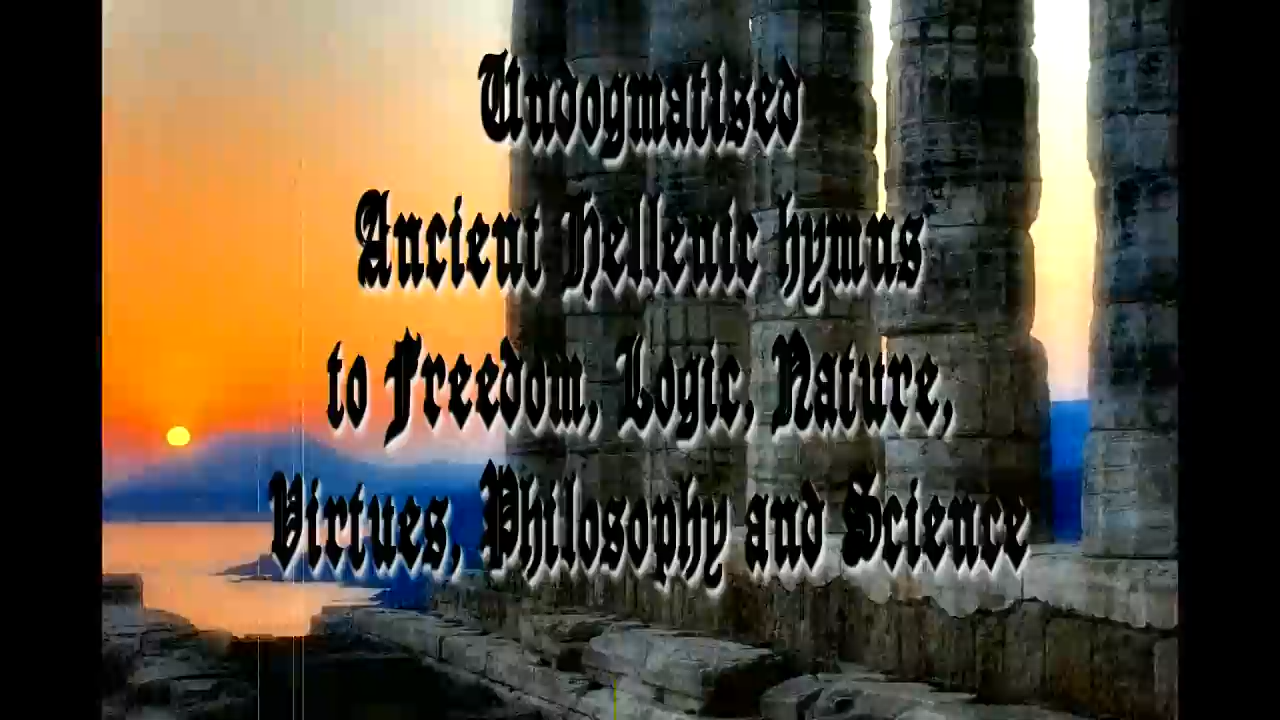 Undogmatised
Ancient Hellenic hymns
to Freedom, Logic, Nature,
Virtues, Philosophy and Science